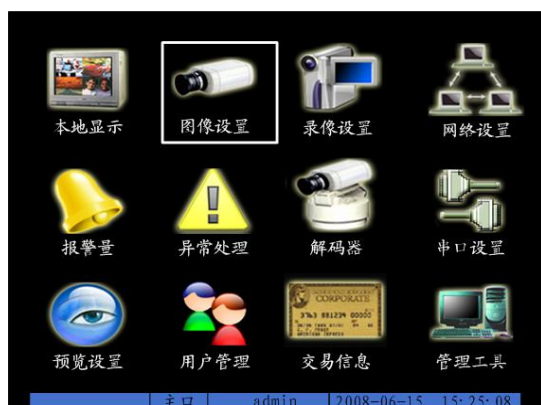 本地显示 图像设置 录像设置 网络设置
报警量 异常处理 解码器 串口设置
CORPORATE
预览设置 用户管理 交易信息 管理工具
主口 admin 2008-06-15 15:25:08